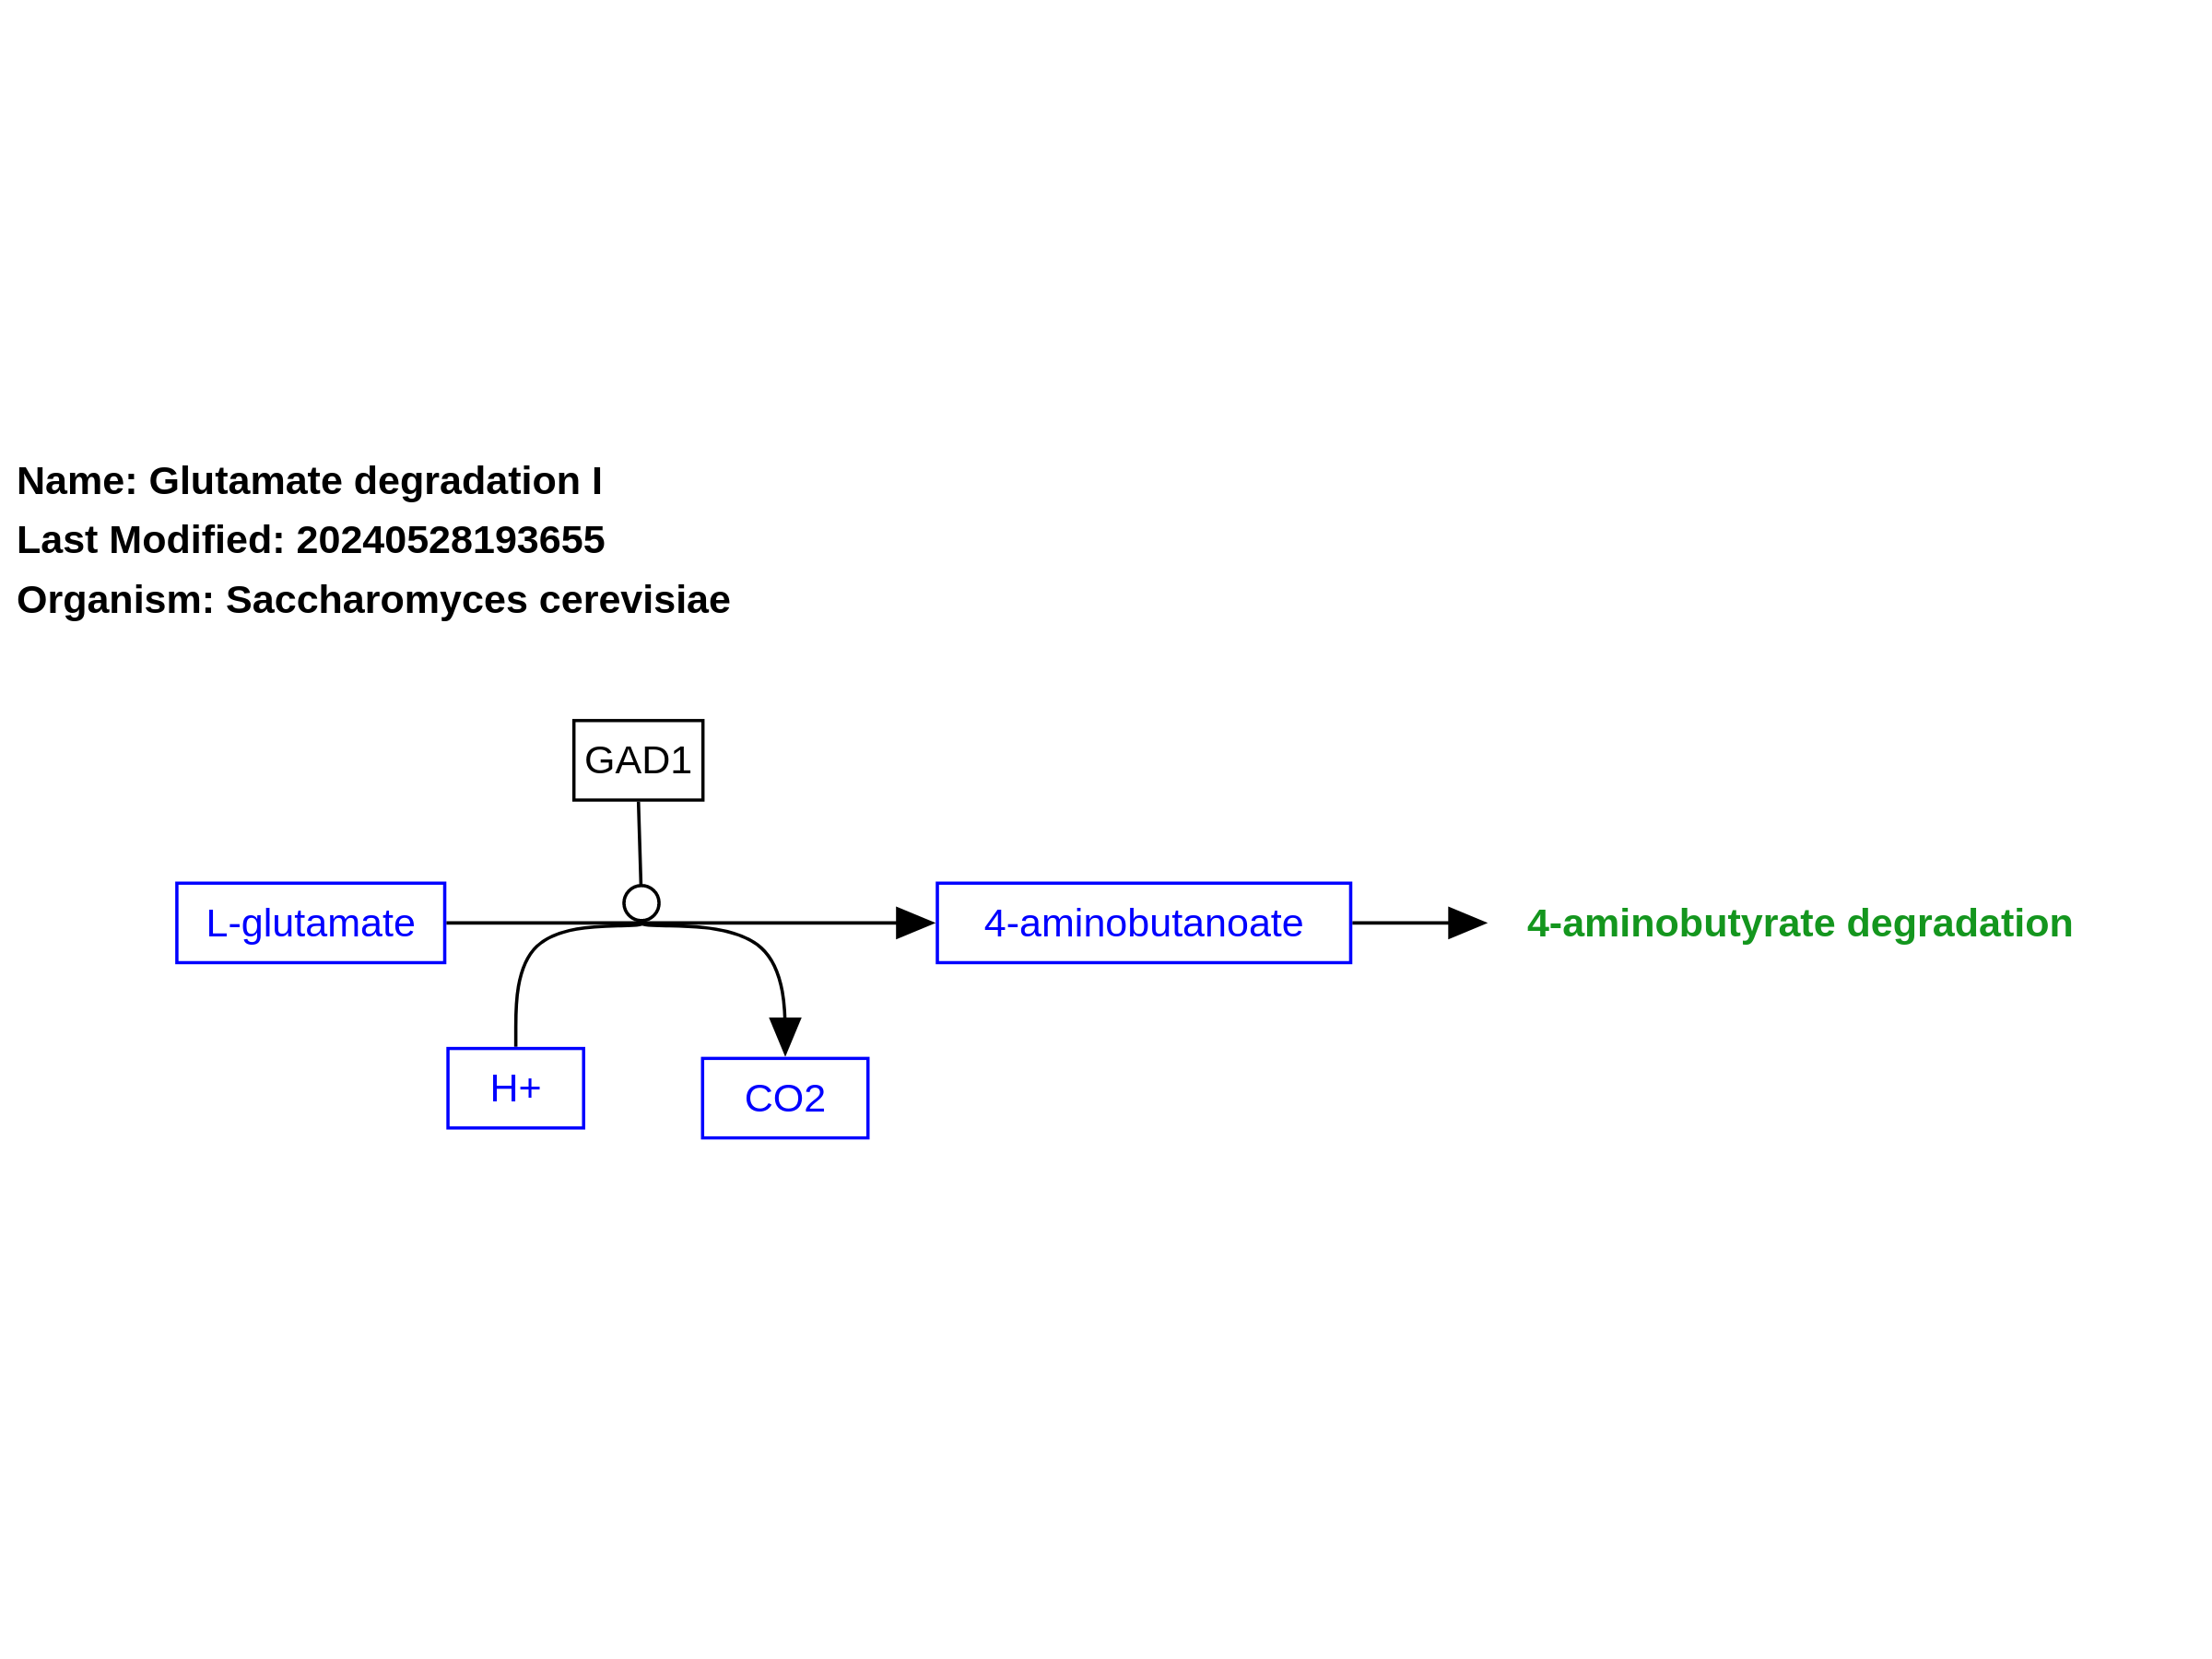 Name: Glutamate degradation I
Last Modified: 20240528193655
Organism: Saccharomyces cerevisiae
GAD1
L-glutamate
4-aminobutanoate
4-aminobutyrate degradation
H+
CO2